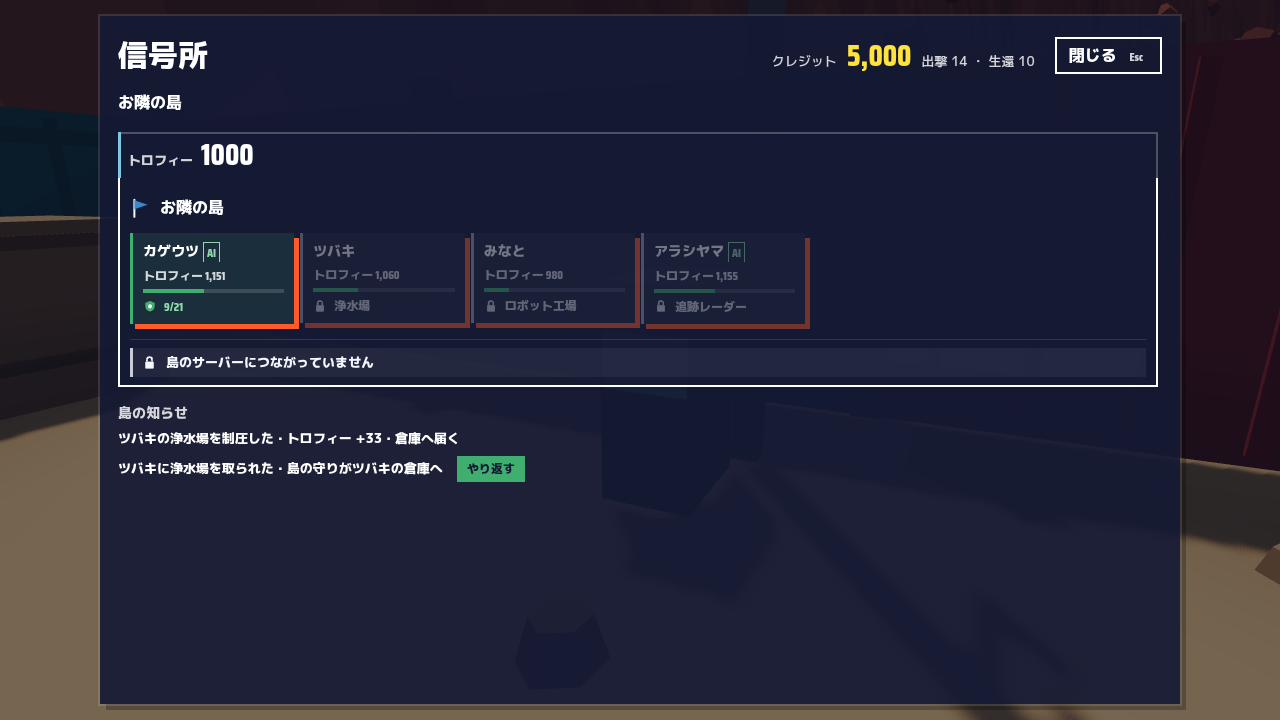 信号所
クレジット 5,000 出撃 14 ・ 生還 10
閉じる Esc
お隣の島
トロフィー 1000
お隣の島
カゲウツ AI
トロフィー 1,151
9/21
ツバキ
トロフィー 1,060
浄水場
みなと
トロフィー 980
ロボット工場
アラシヤマ AI
トロフィー 1,155
追跡レーダー
島のサーバーにつながっていません
島の知らせ
ツバキの浄水場を制圧した・トロフィー +33・倉庫へ届く
ツバキに浄水場を取られた・島の守りがツバキの倉庫へ やり返す